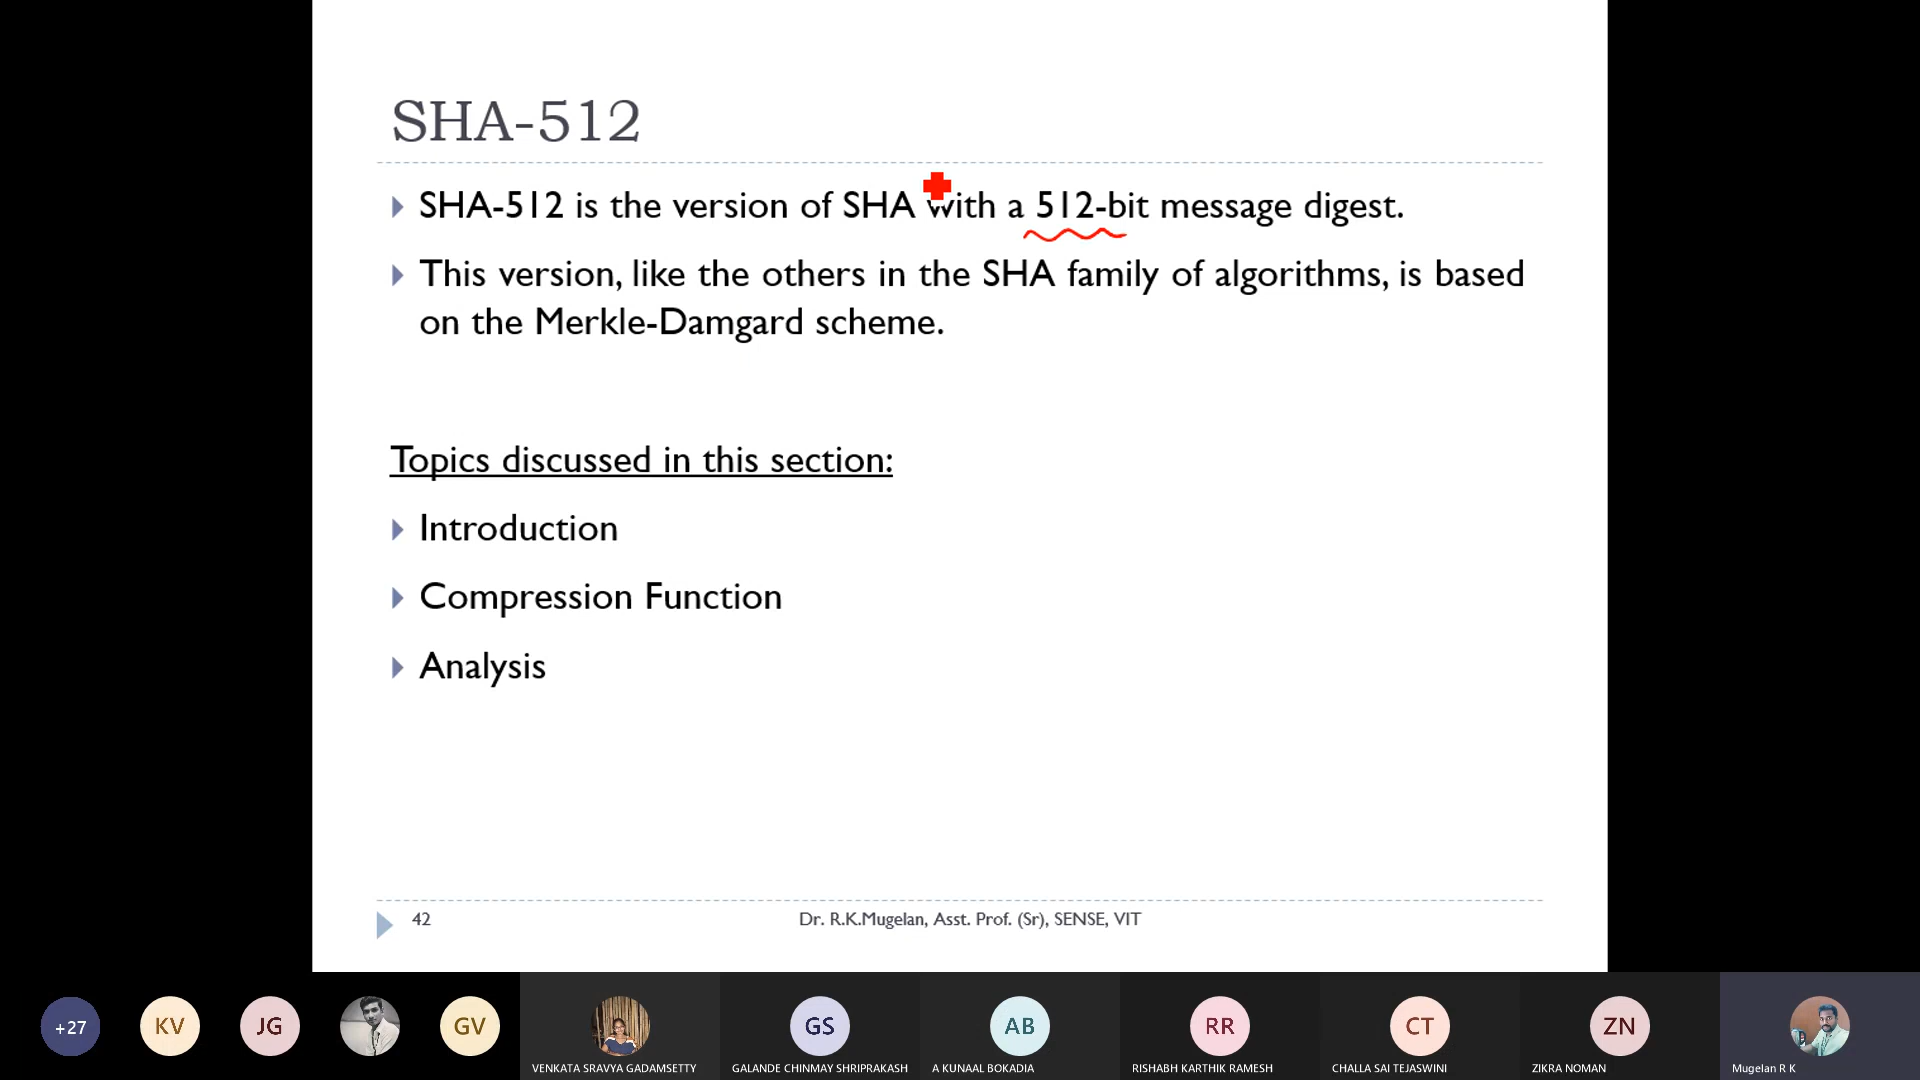 SHA-512
SHA-512 is the version of SHA with a 512-bit message digest.
This version, like the others in the SHA family of algorithms, is based
on the Merkle-Damgard scheme.
Topics discussed in this section:
Introduction
Compression Function
Analysis
42
Dr. R.K.Mugelan, Asst. Prof. (Sr), SENSE, VIT
+27
KV
JG
GV
GS
AB
RR
CT
ZN
VENKATA SRAVYA GADAMSETTY
GALANDE CHINMAY SHRIPRAKASH
A KUNAAL BOKADIA
RISHABH KARTHIK RAMESH
CHALLA SAI TEJASWINI
ZIKRA NOMAN
Mugelan R K